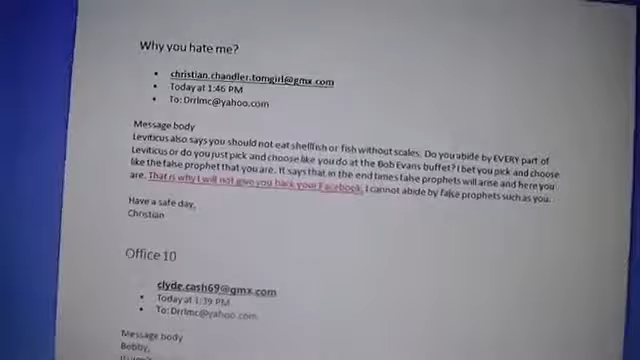 Why you hate me?
• christian.chandler.tomgirl@gmx.com
• Today at 1:46 PM
• To: Drrlmc@yahoo.com
Message body
Leviticus also says you should not eat shellfish or fish without scales. Do you abide by EVERY part of
Leviticus or do you just pick and choose like you do at the Bob Evans buffet? I bet you pick and choose
like the false prophet that you are. It says that in the end times false prophets will arise and here you
are. That is why I will not give you back your Facebook. I cannot abide by false prophets such as you.
Have a safe day,
Christian
Office 10
clyde.cash69@gmx.com
• Today at 1:39 PM
• To: Drrlmc@yahoo.com
Message body
Bobby,